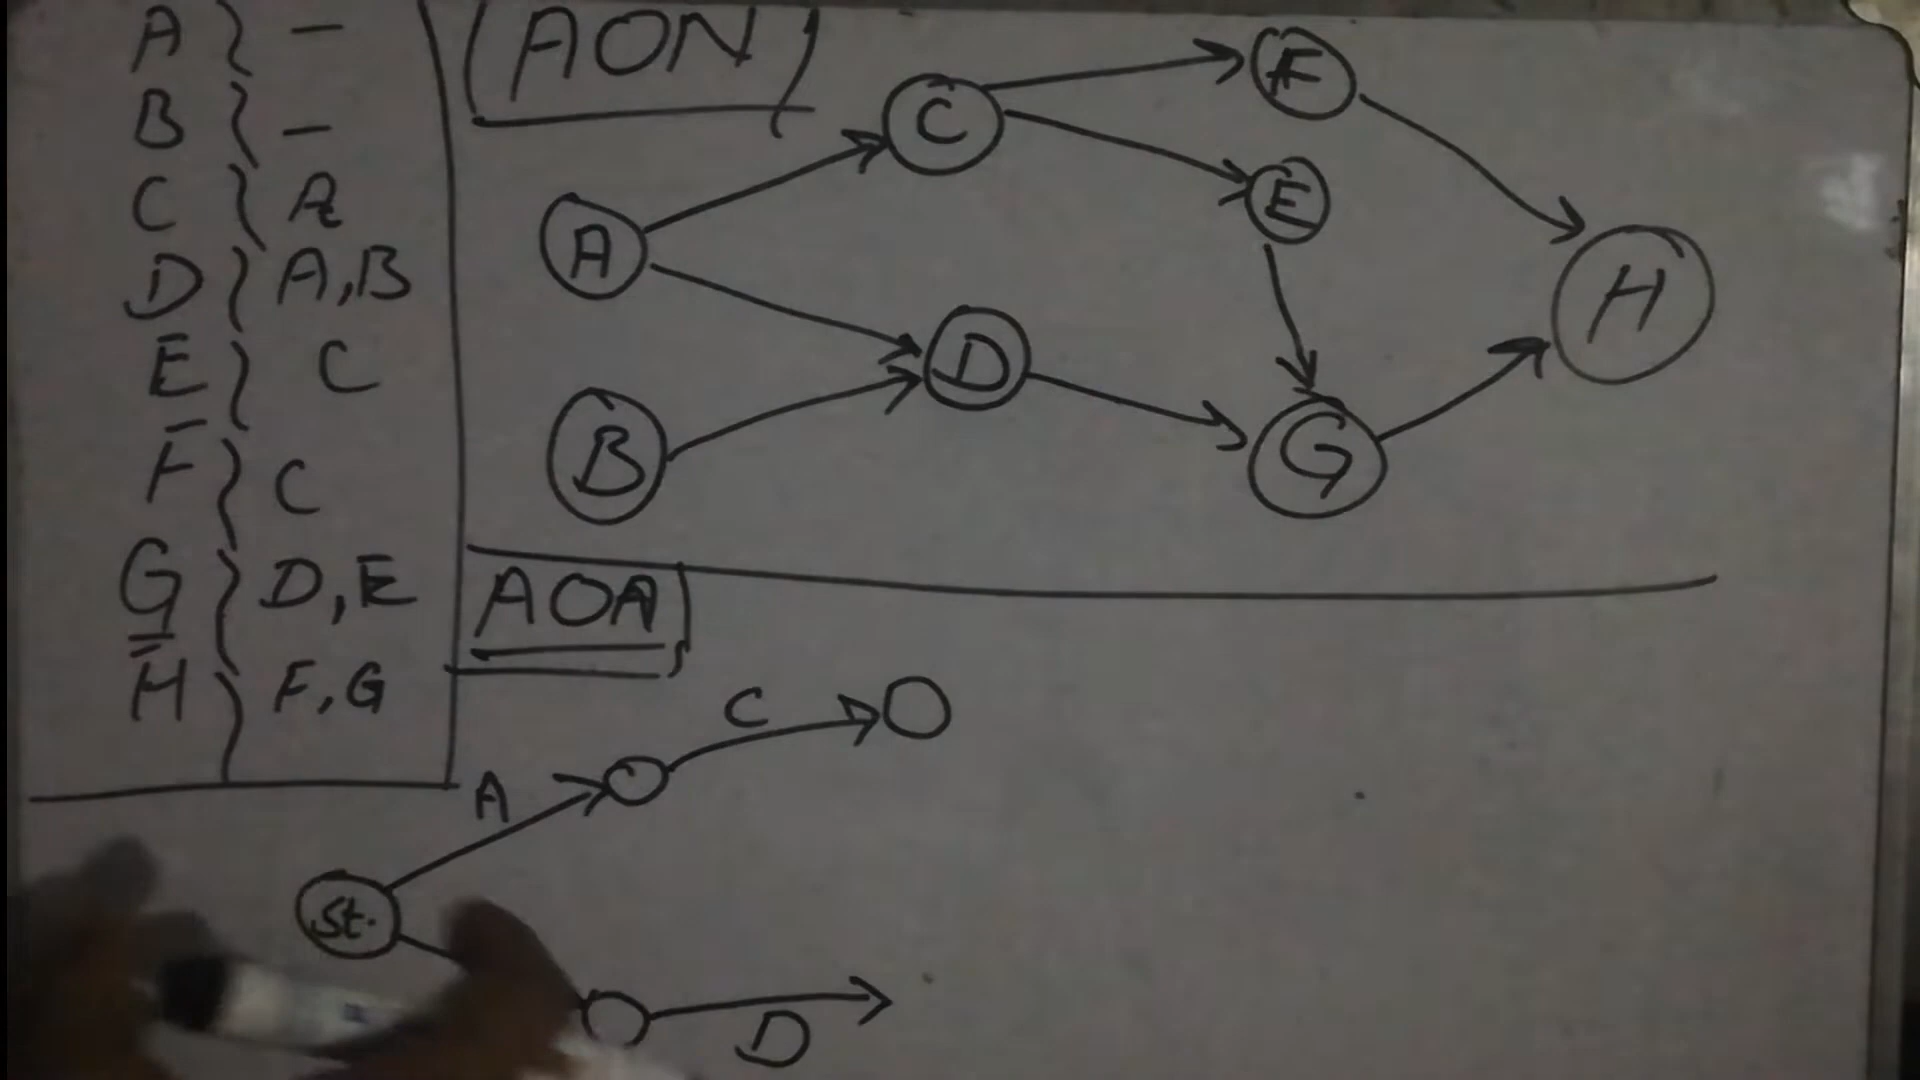 A } -
B } -
C } A
D } A,B
E } C
F } C
G } D,E
H } F,G
(AON)
A
B
C
D
F
E
G
H
AOA
St.
A
C
D